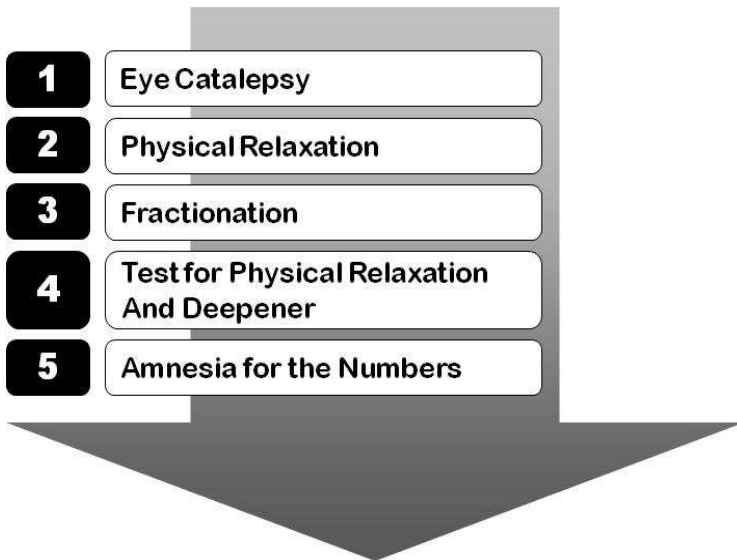 1 Eye Catalepsy
2 Physical Relaxation
3 Fractionation
4 Test for Physical Relaxation
And Deepener
5 Amnesia for the Numbers